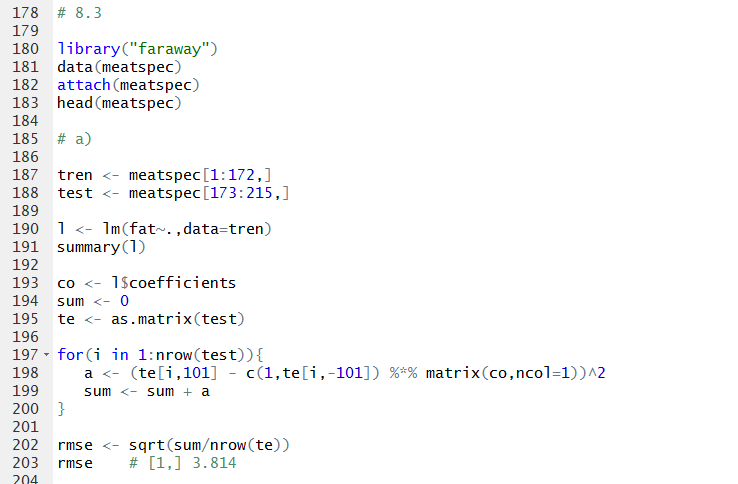 178 # 8.3
179
180 library("faraway")
181 data(meatspec)
182 attach(meatspec)
183 head(meatspec)
184
185 # a)
186
187 tren <- meatspec[1:172,]
188 test <- meatspec[173:215,]
189
190 l <- lm(fat~.,data=tren)
191 summary(l)
192
193 co <- l$coefficients
194 sum <- 0
195 te <- as.matrix(test)
196
197 for(i in 1:nrow(test)){
198    a <- (te[i,101] - c(1,te[i,-101]) %*% matrix(co,ncol=1))^2
199    sum <- sum + a
200 }
201
202 rmse <- sqrt(sum/nrow(te))
203 rmse    # [1,] 3.814
204